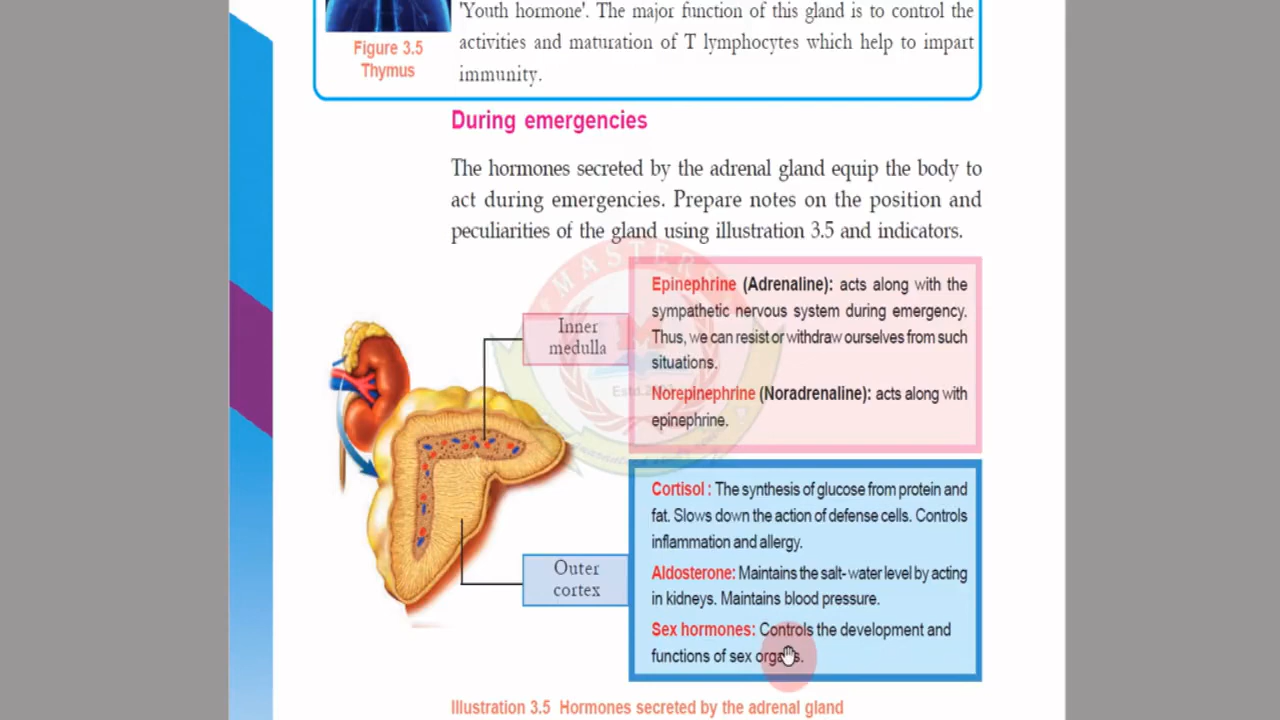 'Youth hormone'. The major function of this gland is to control the
activities and maturation of T lymphocytes which help to impart
immunity.
Figure 3.5
Thymus
During emergencies
The hormones secreted by the adrenal gland equip the body to
act during emergencies. Prepare notes on the position and
peculiarities of the gland using illustration 3.5 and indicators.
MASTERS
Estd.
Inner
medulla
Epinephrine (Adrenaline): acts along with the
sympathetic nervous system during emergency.
Thus, we can resist or withdraw ourselves from such
situations.
Norepinephrine (Noradrenaline): acts along with
epinephrine.
Outer
cortex
Cortisol : The synthesis of glucose from protein and
fat. Slows down the action of defense cells. Controls
inflammation and allergy.
Aldosterone: Maintains the salt- water level by acting
in kidneys. Maintains blood pressure.
Sex hormones: Controls the development and
functions of sex organs.
Illustration 3.5 Hormones secreted by the adrenal gland